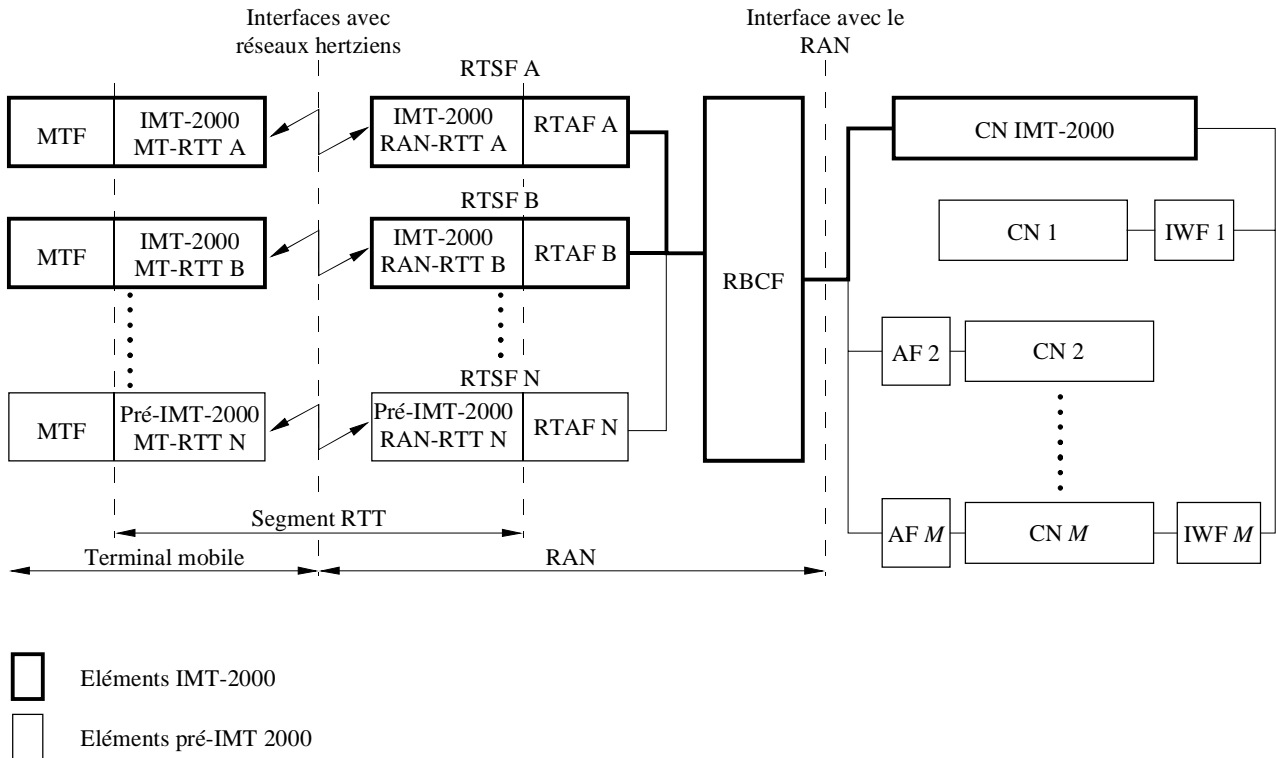 Interfaces avec
réseaux hertziens
Interface avec le
RAN
RTSF A
MTF
IMT-2000
MT-RTT A
IMT-2000
RAN-RTT A
RTAF A
CN IMT-2000
RTSF B
MTF
IMT-2000
MT-RTT B
IMT-2000
RAN-RTT B
RTAF B
RBCF
CN 1
IWF 1
AF 2
CN 2
RTSF N
MTF
Pré-IMT-2000
MT-RTT N
Pré-IMT-2000
RAN-RTT N
RTAF N
AF M
CN M
IWF M
Segment RTT
Terminal mobile
RAN
Eléments IMT-2000
Eléments pré-IMT 2000